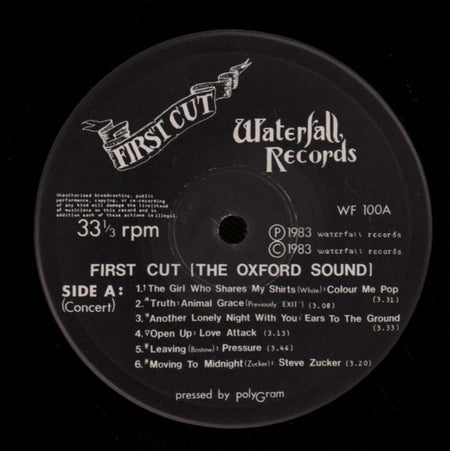 FIRST CUT
Waterfall
Records
Unauthorised broadcasting, public
performance, copying, or re-recording
of any kind will damage the livelihood
of musicians on this record and in
addition each of these actions is illegal.
WF 100A
33 1/3 rpm
Ⓟ 1983 waterfall records
© 1983 waterfall records
FIRST CUT [THE OXFORD SOUND]
SIDE A:
(Concert)
1. † The Girl Who Shares My Shirts (White): Colour Me Pop
(3.31)
2. * Truth: Animal Grace (Previously EXIT) (3.08)
3. * Another Lonely Night With You: Ears To The Ground
(3.33)
4. ▽ Open Up: Love Attack (3.13)
5. * Leaving (Bostow): Pressure (3.46)
6. * Moving To Midnight (Zucker): Steve Zucker (3.20)
pressed by polyGram